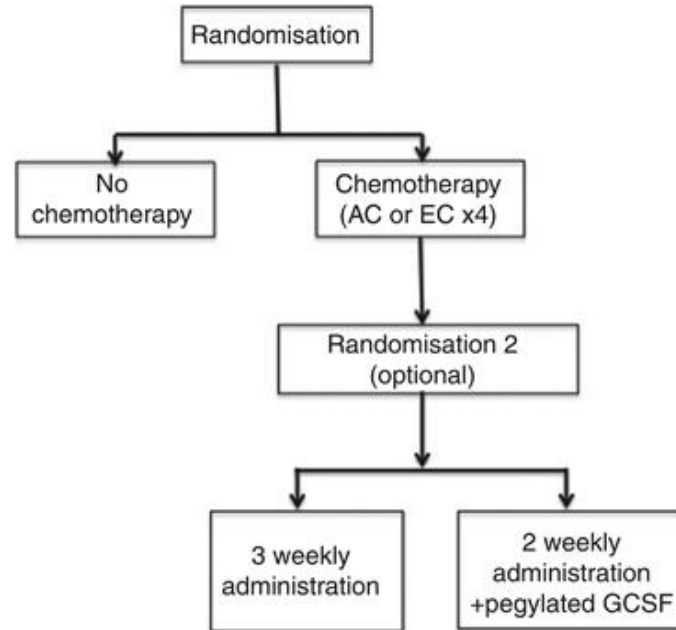 Randomisation
No
chemotherapy
Chemotherapy
(AC or EC x4)
Randomisation 2
(optional)
3 weekly
administration
2 weekly
administration
+pegylated GCSF